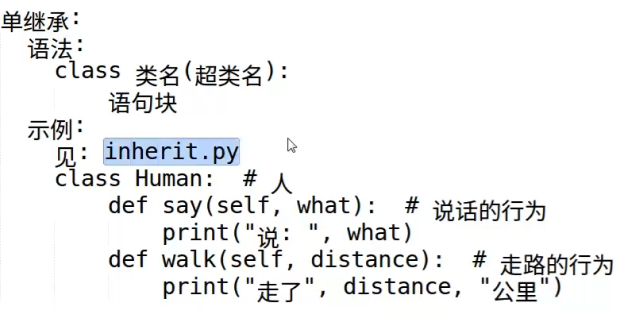 单继承:
  语法:
    class 类名(超类名):
        语句块
  示例:
    见: inherit.py
    class Human:  # 人
        def say(self, what):  # 说话的行为
            print("说: ", what)
        def walk(self, distance):  # 走路的行为
            print("走了", distance, "公里")